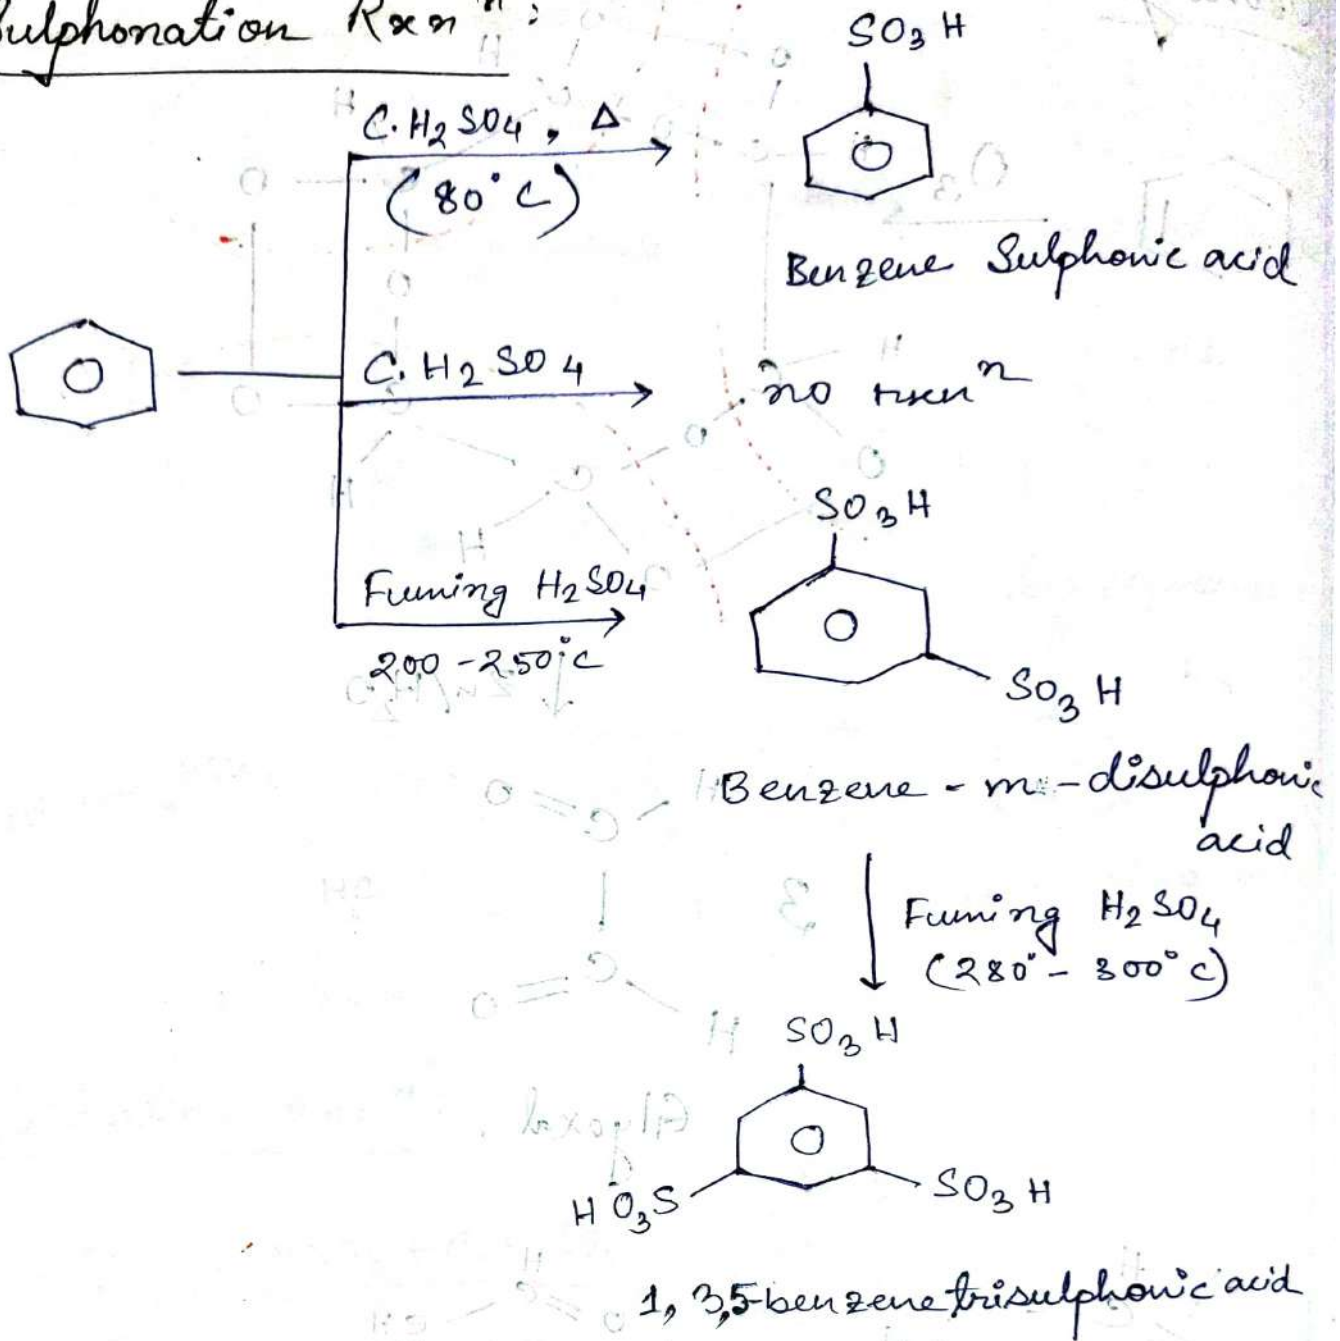 Sulphonation Rxnⁿ :
SO₃H
C. H₂SO₄, Δ
(80°C)
Benzene Sulphonic acid
C. H₂SO₄
no rxnⁿ
SO₃H
Fuming H₂SO₄
200-250°C
SO₃H
Benzene - m - disulphonic
acid
Fuming H₂SO₄
(280° - 300°C)
SO₃H
HO₃S
SO₃H
1, 3,5-benzene trisulphonic acid